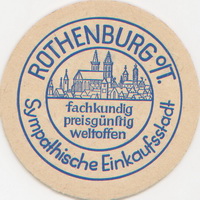 ROTHENBURG o/T.
fachkundig
preisgünstig
weltoffen
Sympathische Einkaufsstadt